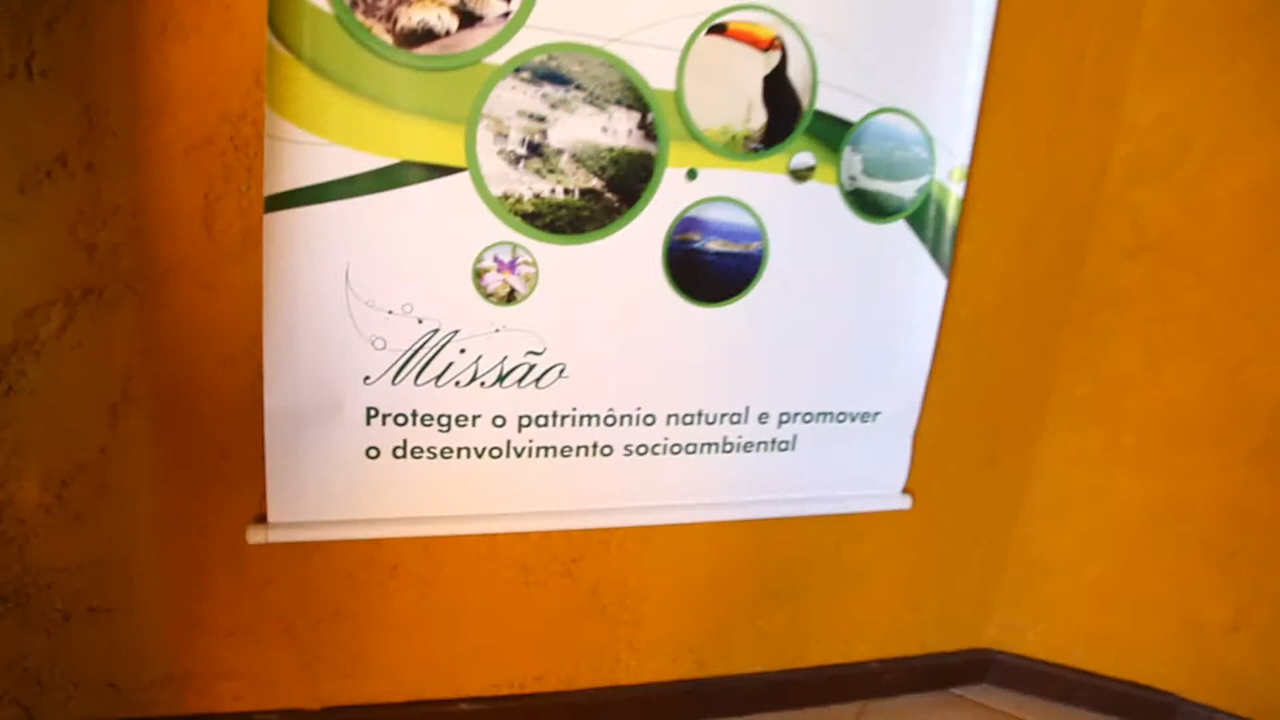 Missão
Proteger o patrimônio natural e promover
o desenvolvimento socioambiental